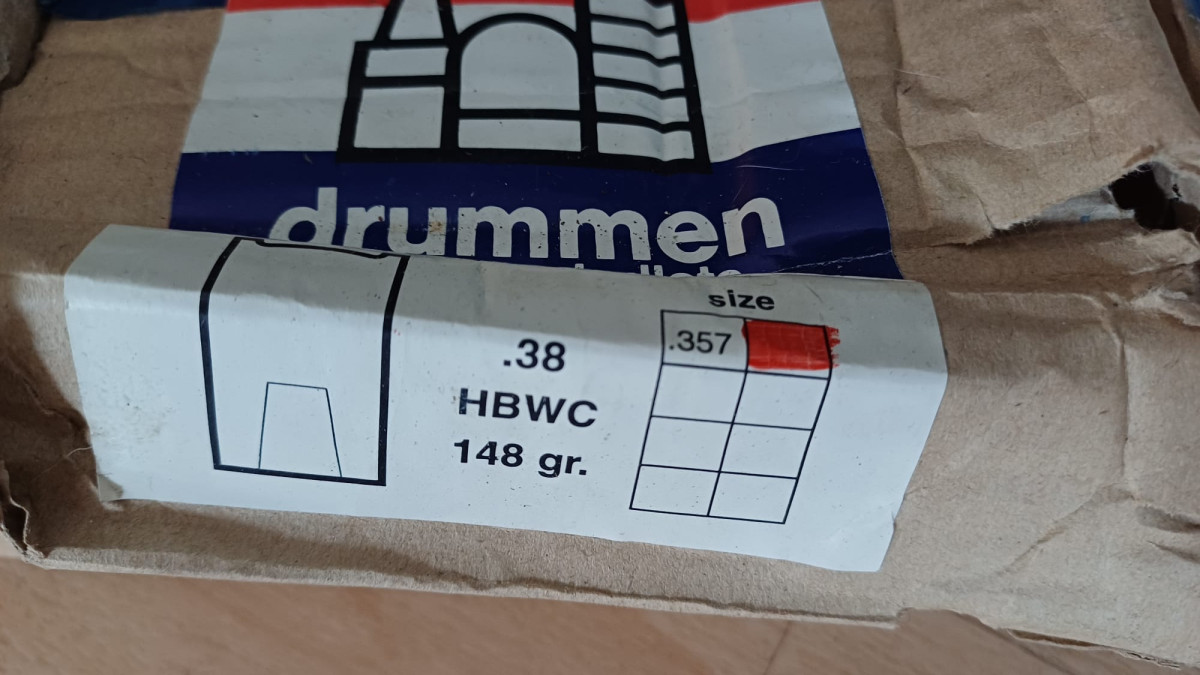 drummen
size
.357
.38
HBWC
148 gr.